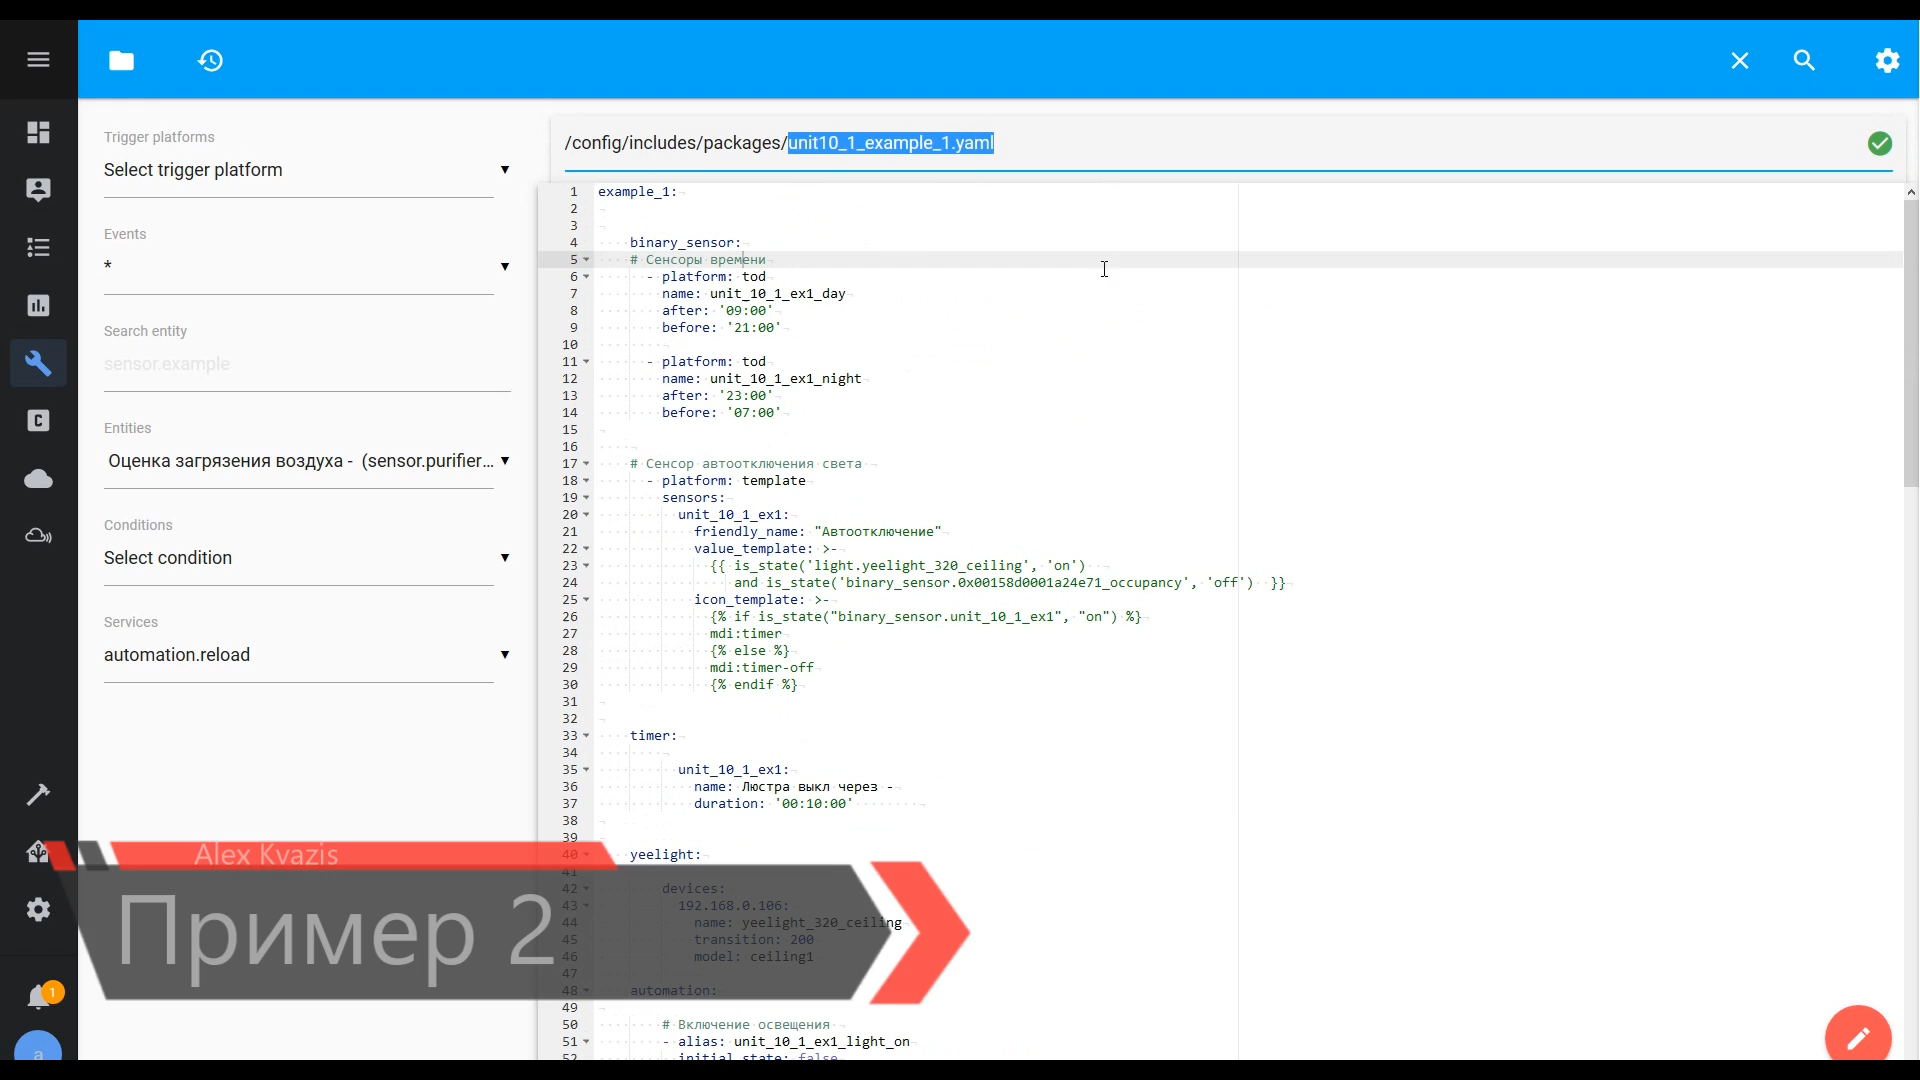 /config/includes/packages/unit10_1_example_1.yaml
Trigger platforms
Select trigger platform
Events
*
Search entity
sensor.example
Entities
Оценка загрязения воздуха - (sensor.purifier...
Conditions
Select condition
Services
automation.reload
1 example_1:
2
3
4 binary_sensor:
5 # Сенсоры времени
6 - platform: tod
7 name: unit_10_1_ex1_day
8 after: '09:00'
9 before: '21:00'
10
11 - platform: tod
12 name: unit_10_1_ex1_night
13 after: '23:00'
14 before: '07:00'
15
16
17 # Сенсор автоотключения света
18 - platform: template
19 sensors:
20 unit_10_1_ex1:
21 friendly_name: "Автоотключение"
22 value_template: >-
23 {{ is_state('light.yeelight_320_ceiling', 'on')
24 and is_state('binary_sensor.0x00158d0001a24e71_occupancy', 'off') }}
25 icon_template: >-
26 {% if is_state("binary_sensor.unit_10_1_ex1", "on") %}
27 mdi:timer
28 {% else %}
29 mdi:timer-off
30 {% endif %}
31
32
33 timer:
34
35 unit_10_1_ex1:
36 name: Люстра выкл через -
37 duration: '00:10:00'
38
39
40 yeelight:
41
42 devices:
43 192.168.0.106:
44 name: yeelight_320_ceiling
45 transition: 200
46 model: ceiling1
47
48 automation:
49
50 # Включение освещения
51 - alias: unit_10_1_ex1_light_on
52 initial_state: false
Alex Kvazis
Пример 2
C
1
a